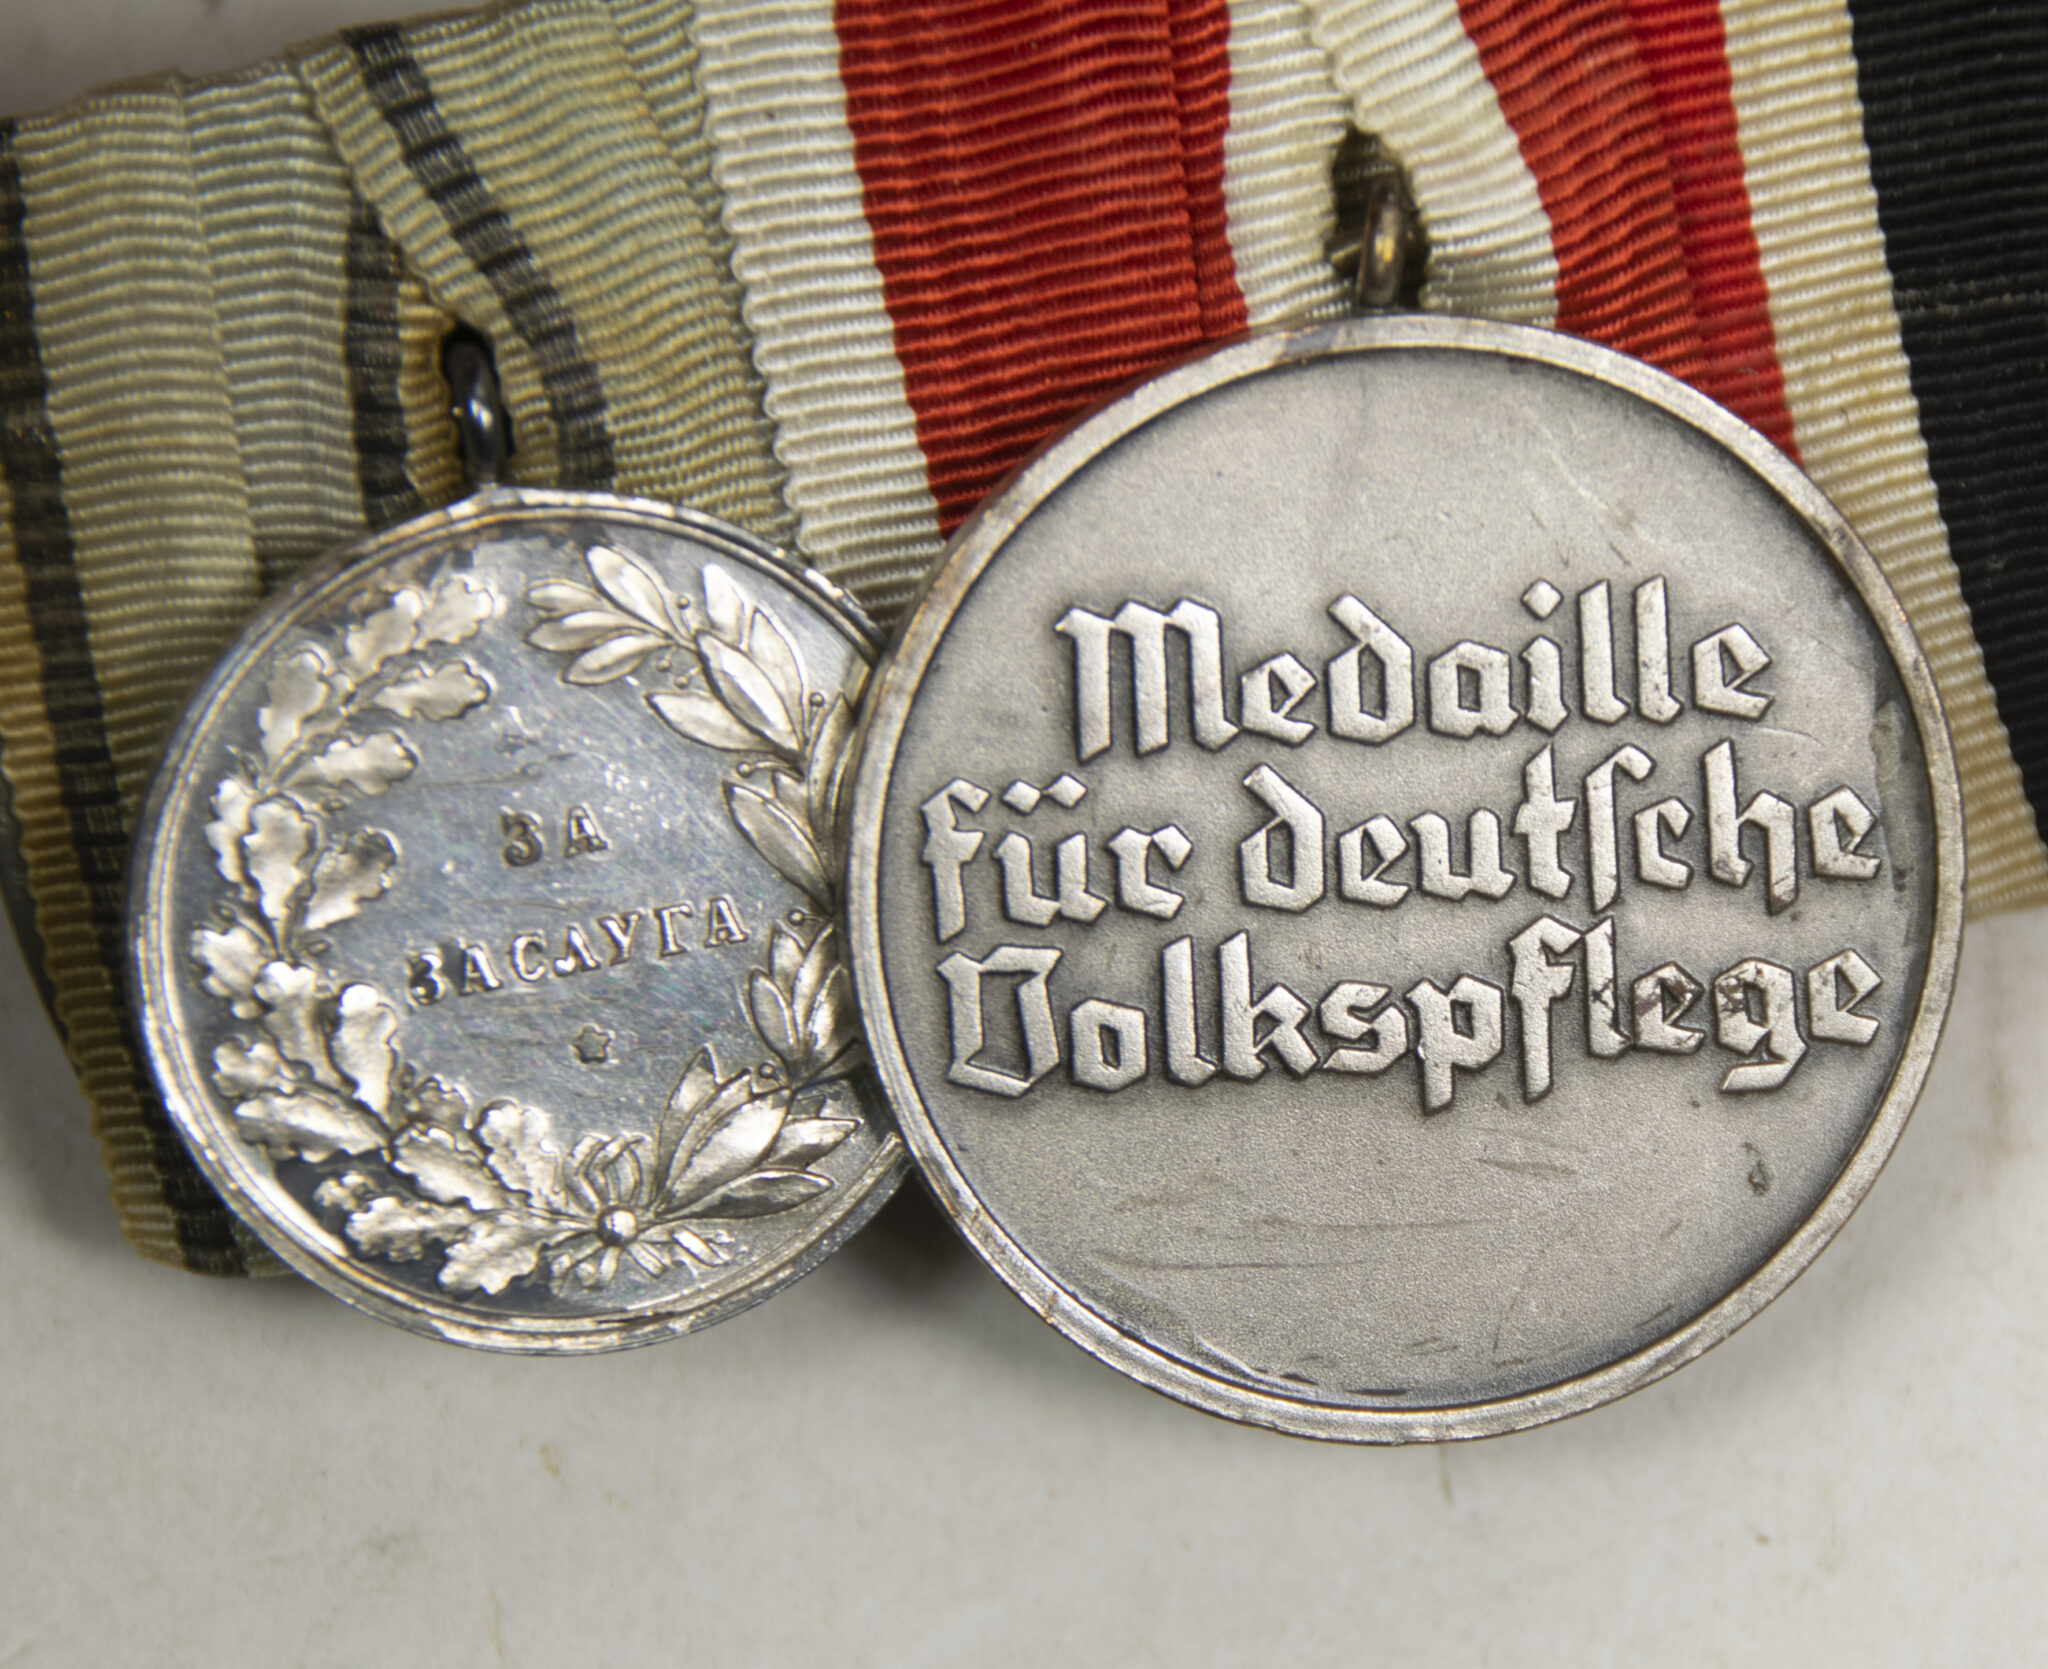 ЗА
ЗАСЛУГА
Medaille
für deutſche
Volkspflege